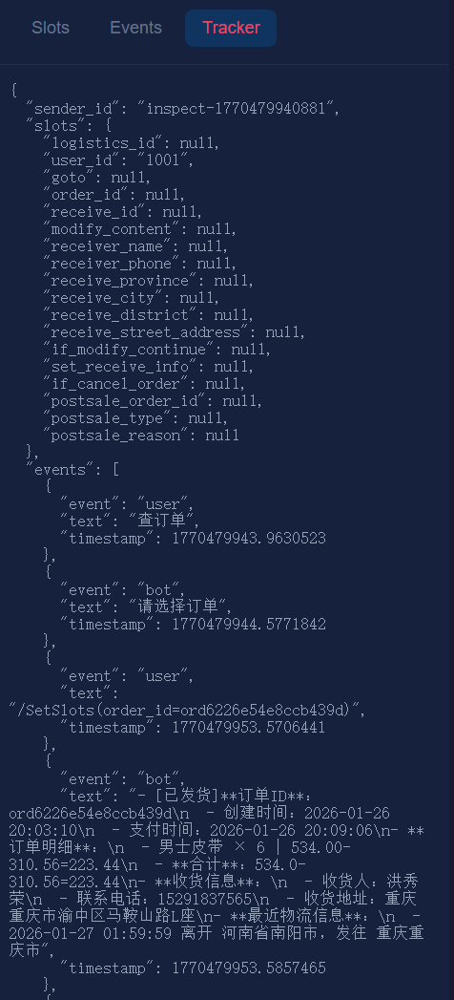 Slots Events Tracker
{
"sender_id": "inspect-1770479940881",
"slots": {
"logistics_id": null,
"user_id": "1001",
"goto": null,
"order_id": null,
"receive_id": null,
"modify_content": null,
"receiver_name": null,
"receiver_phone": null,
"receive_province": null,
"receive_city": null,
"receive_district": null,
"receive_street_address": null,
"if_modify_continue": null,
"set_receive_info": null,
"if_cancel_order": null,
"postsale_order_id": null,
"postsale_type": null,
"postsale_reason": null
},
"events": [
{
"event": "user",
"text": "查订单",
"timestamp": 1770479943.9630523
},
{
"event": "bot",
"text": "请选择订单",
"timestamp": 1770479944.5771842
},
{
"event": "user",
"text":
"/SetSlots(order_id=ord6226e54e8ccb439d)",
"timestamp": 1770479953.5706441
},
{
"event": "bot",
"text": "- [已发货]**订单ID**：
ord6226e54e8ccb439d\n  - 创建时间：2026-01-26
20:03:10\n  - 支付时间：2026-01-26 20:09:06\n- **
订单明细**：\n  - 男士皮带 × 6 | 534.00-
310.56=223.44\n  - **合计**：534.0-
310.56=223.44\n- **收货信息**：\n  - 收货人：洪秀
荣\n  - 联系电话：15291837565\n  - 收货地址：重庆
重庆市渝中区马鞍山路L座\n- **最近物流信息**：\n  -
2026-01-27 01:59:59 离开 河南省南阳市，发往 重庆重
庆市",
"timestamp": 1770479953.5857465
},
{